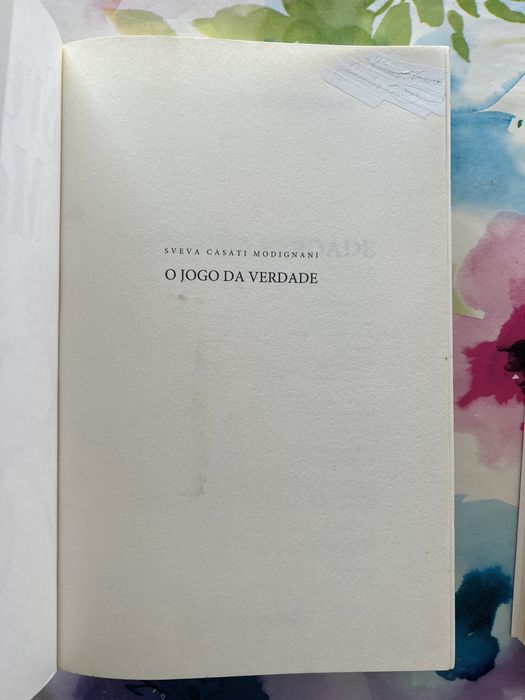 SVEVA CASATI MODIGNANI
O JOGO DA VERDADE